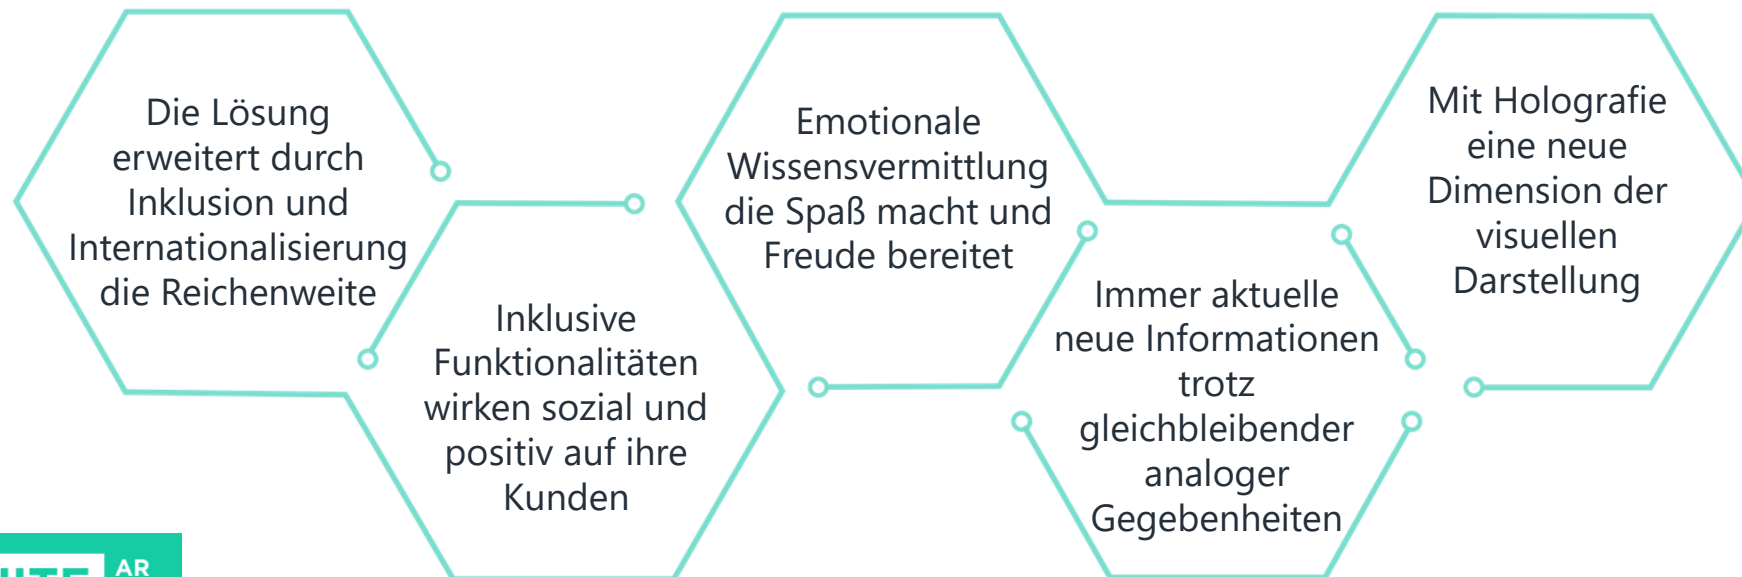 Die Lösung
erweitert durch
Inklusion und
Internationalisierung
die Reichenweite
Inklusive
Funktionalitäten
wirken sozial und
positiv auf ihre
Kunden
Emotionale
Wissensvermittlung
die Spaß macht und
Freude bereitet
Immer aktuelle
neue Informationen
trotz
gleichbleibender
analoger
Gegebenheiten
Mit Holografie
eine neue
Dimension der
visuellen
Darstellung
AR